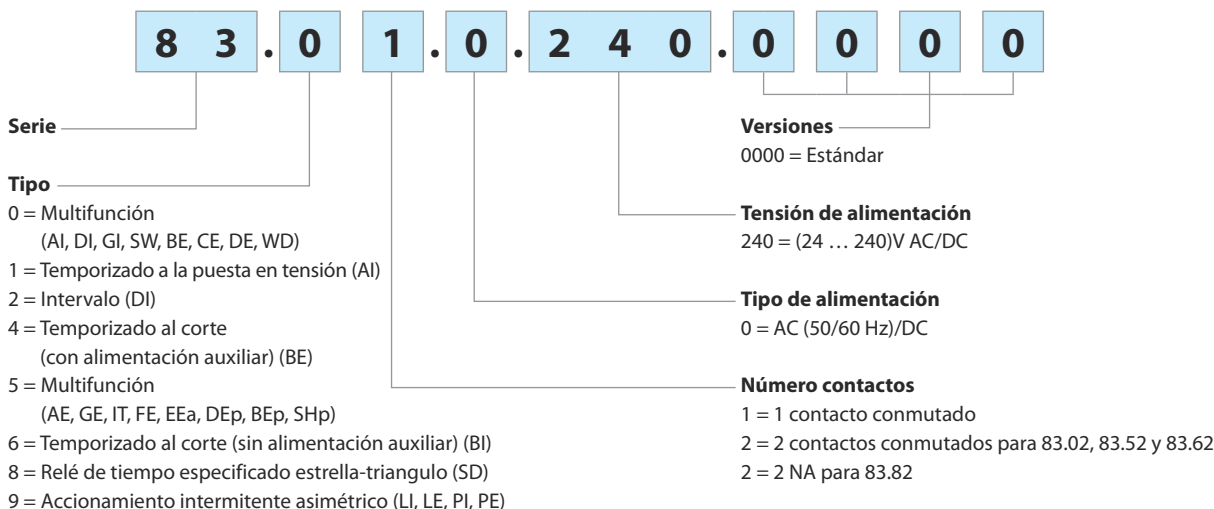 8 3 . 0 1 . 0 . 2 4 0 . 0 0 0 0
Serie
Tipo
0 = Multifunción
(AI, DI, GI, SW, BE, CE, DE, WD)
1 = Temporizado a la puesta en tensión (AI)
2 = Intervalo (DI)
4 = Temporizado al corte
(con alimentación auxiliar) (BE)
5 = Multifunción
(AE, GE, IT, FE, EEa, DEp, BEp, SHp)
6 = Temporizado al corte (sin alimentación auxiliar) (BI)
8 = Relé de tiempo especificado estrella-triangulo (SD)
9 = Accionamiento intermitente asimétrico (LI, LE, PI, PE)
Versiones
0000 = Estándar
Tensión de alimentación
240 = (24 … 240)V AC/DC
Tipo de alimentación
0 = AC (50/60 Hz)/DC
Número contactos
1 = 1 contacto conmutado
2 = 2 contactos conmutados para 83.02, 83.52 y 83.62
2 = 2 NA para 83.82